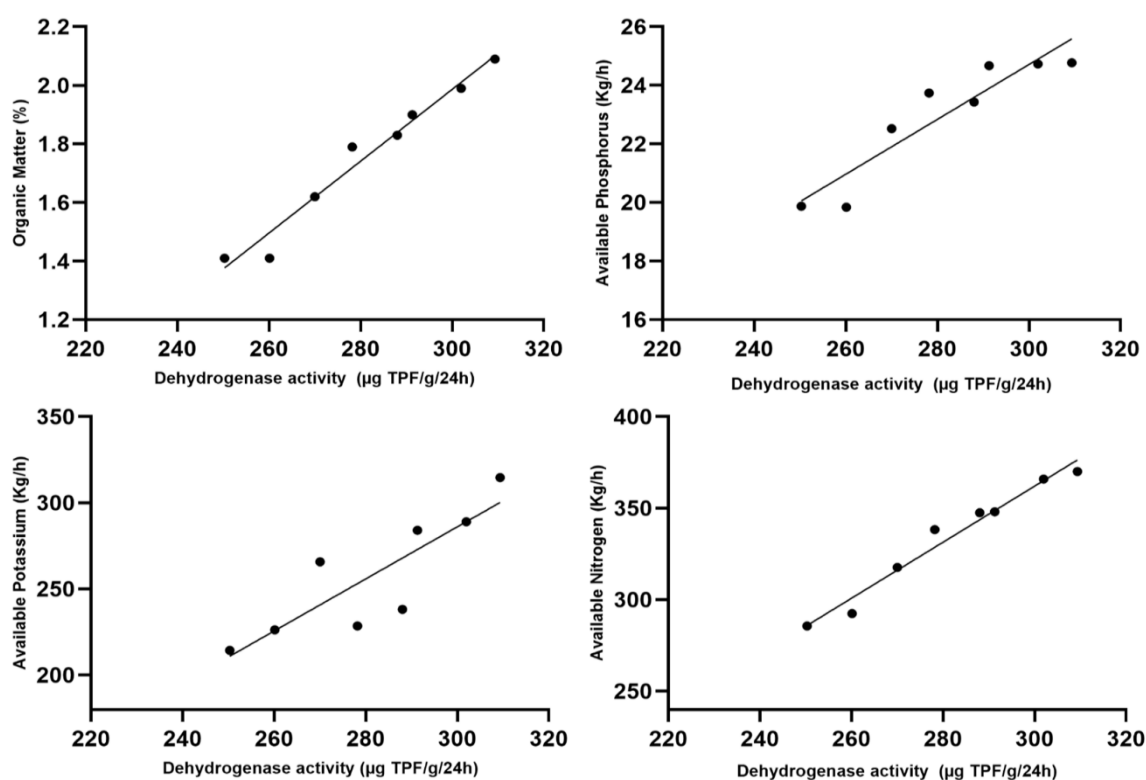 2.2
2.0
1.8
1.6
1.4
1.2
Organic Matter (%)
220 240 260 280 300 320
Dehydrogenase activity (µg TPF/g/24h)
26
24
22
20
18
16
Available Phosphorus (Kg/h)
220 240 260 280 300 320
Dehydrogenase activity (µg TPF/g/24h)
350
300
250
200
Available Potassium (Kg/h)
220 240 260 280 300 320
Dehydrogenase activity (µg TPF/g/24h)
400
350
300
250
Available Nitrogen (Kg/h)
220 240 260 280 300 320
Dehydrogenase activity (µg TPF/g/24h)